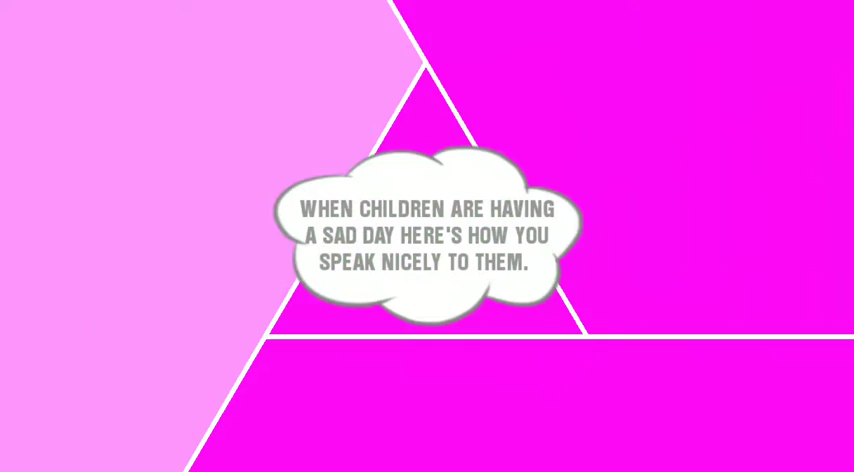 WHEN CHILDREN ARE HAVING
A SAD DAY HERE'S HOW YOU
SPEAK NICELY TO THEM.